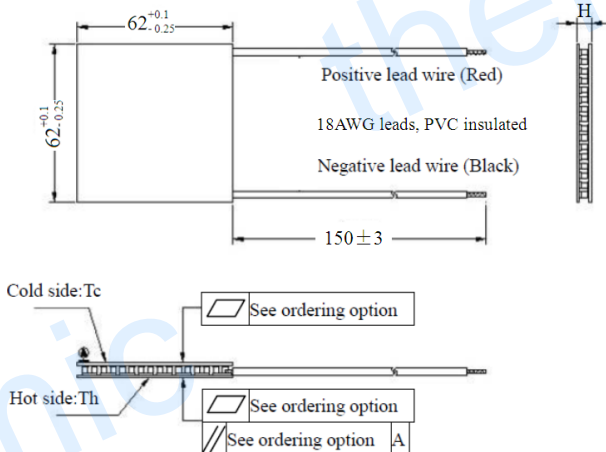 62 +0.1 -0.25
H
Positive lead wire (Red)
62 +0.1 -0.25
18AWG leads, PVC insulated
Negative lead wire (Black)
150±3
Cold side:Tc
See ordering option
A
Hot side:Th
See ordering option
See ordering option A
the
nic